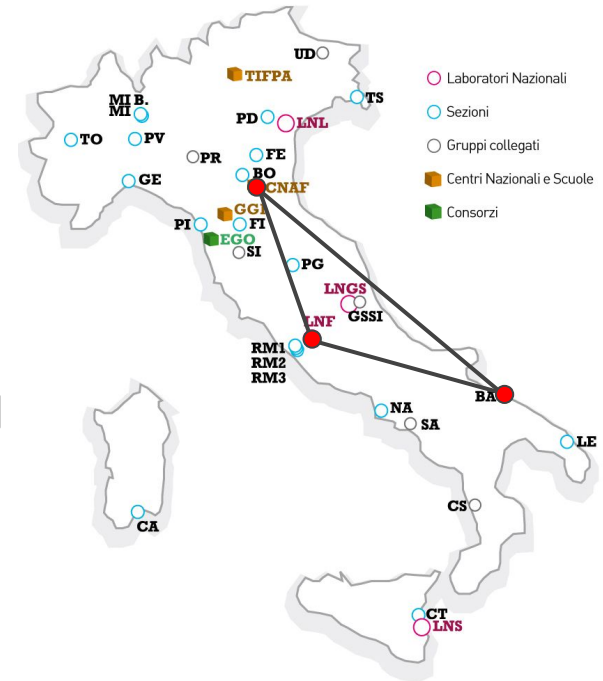 UD
TIFPA
Laboratori Nazionali
MI B.
TS
MI
PD
LNL
Sezioni
TO
PV
Gruppi collegati
PR
FE
GE
BO
CNAF
Centri Nazionali e Scuole
GGI
PI
FI
Consorzi
EGO
SI
PG
LNGS
GSSI
LNF
RM1
RM2
RM3
BA
NA
SA
LE
CS
CA
CT
LNS